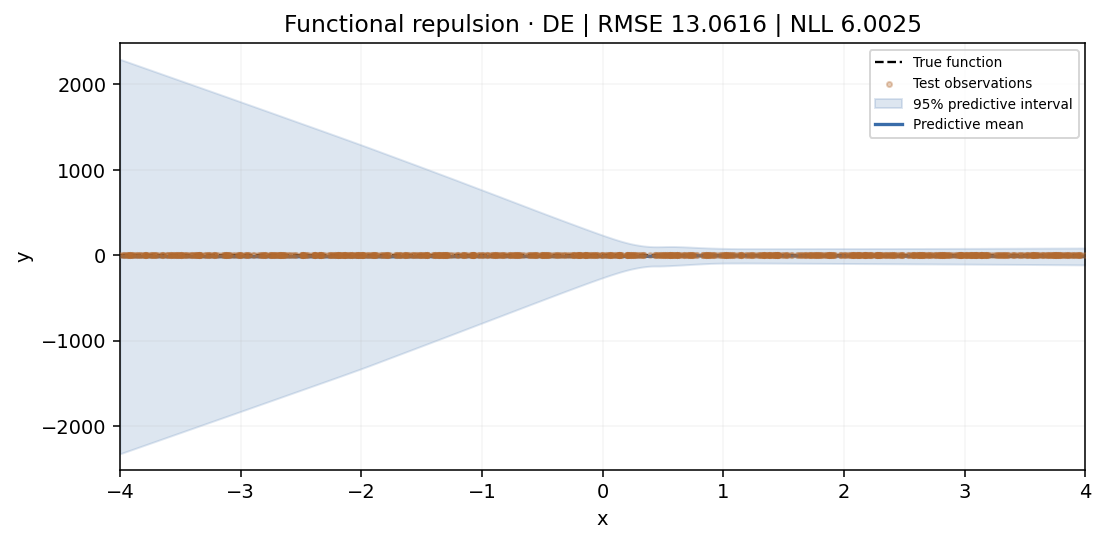 Functional repulsion · DE | RMSE 13.0616 | NLL 6.0025
True function
Test observations
95% predictive interval
Predictive mean
2000
1000
0
−1000
−2000
y
−4
−3
−2
−1
0
1
2
3
4
x